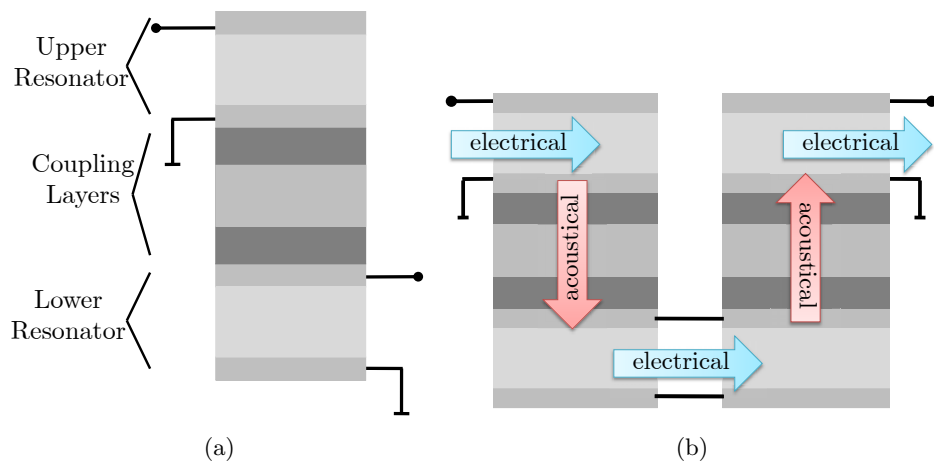 Upper
Resonator
Coupling
Layers
Lower
Resonator
(a)
electrical
electrical
acoustical
acoustical
electrical
(b)